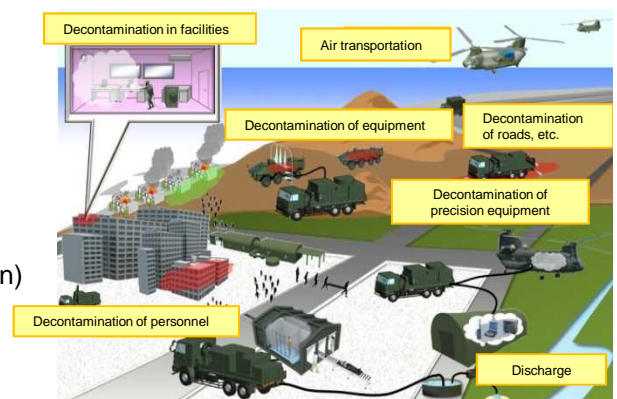 Decontamination in facilities
Air transportation
Decontamination of equipment
Decontamination
of roads, etc.
Decontamination of
precision equipment
n)
Decontamination of personnel
Discharge